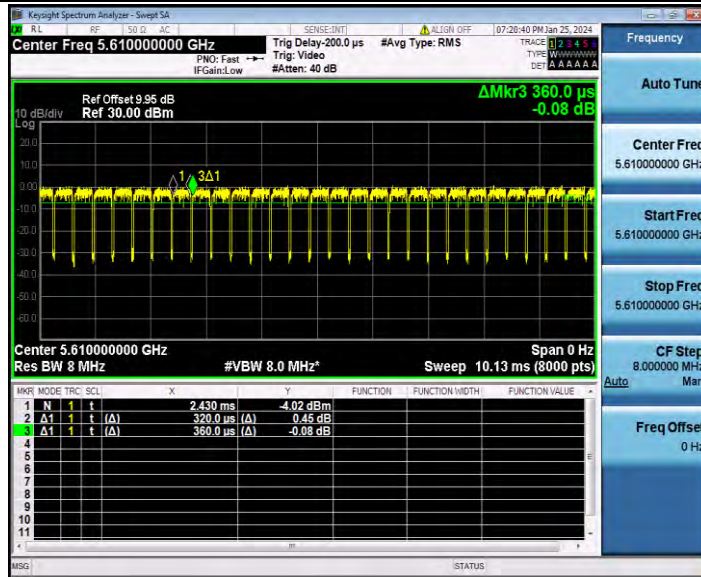 Keysight Spectrum Analyzer - Swept SA
RL RF 50 Ω AC SENSE:INT ALIGN OFF 07:20:40 PM Jan 25, 2024
Center Freq 5.610000000 GHz
PNO: Fast
IFGain:Low
Trig Delay-200.0 µs
Trig: Video
#Atten: 40 dB
#Avg Type: RMS
TRACE 1 2 3 4 5 6
TYPE W
DET A A A A A A
ΔMkr3 360.0 µs
-0.08 dB
Ref Offset 9.95 dB
10 dB/div Ref 30.00 dBm
Log
20.0
10.0
0.00
-10.0
-20.0
-30.0
-40.0
-50.0
-60.0
1 3Δ1
Center 5.610000000 GHz Span 0 Hz
Res BW 8 MHz #VBW 8.0 MHz* Sweep 10.13 ms (8000 pts)
MKR MODE TRC SCL X Y FUNCTION FUNCTION WIDTH FUNCTION VALUE
1 N 1 t 2.430 ms -4.02 dBm
2 Δ1 1 t (Δ) 320.0 µs (Δ) 0.45 dB
3 Δ1 1 t (Δ) 360.0 µs (Δ) -0.08 dB
4
5
6
7
8
9
10
11
MSG STATUS
Frequency
Auto Tune
Center Freq
5.610000000 GHz
Start Freq
5.610000000 GHz
Stop Freq
5.610000000 GHz
CF Step
8.000000 MHz
Auto Man
Freq Offset
0 Hz